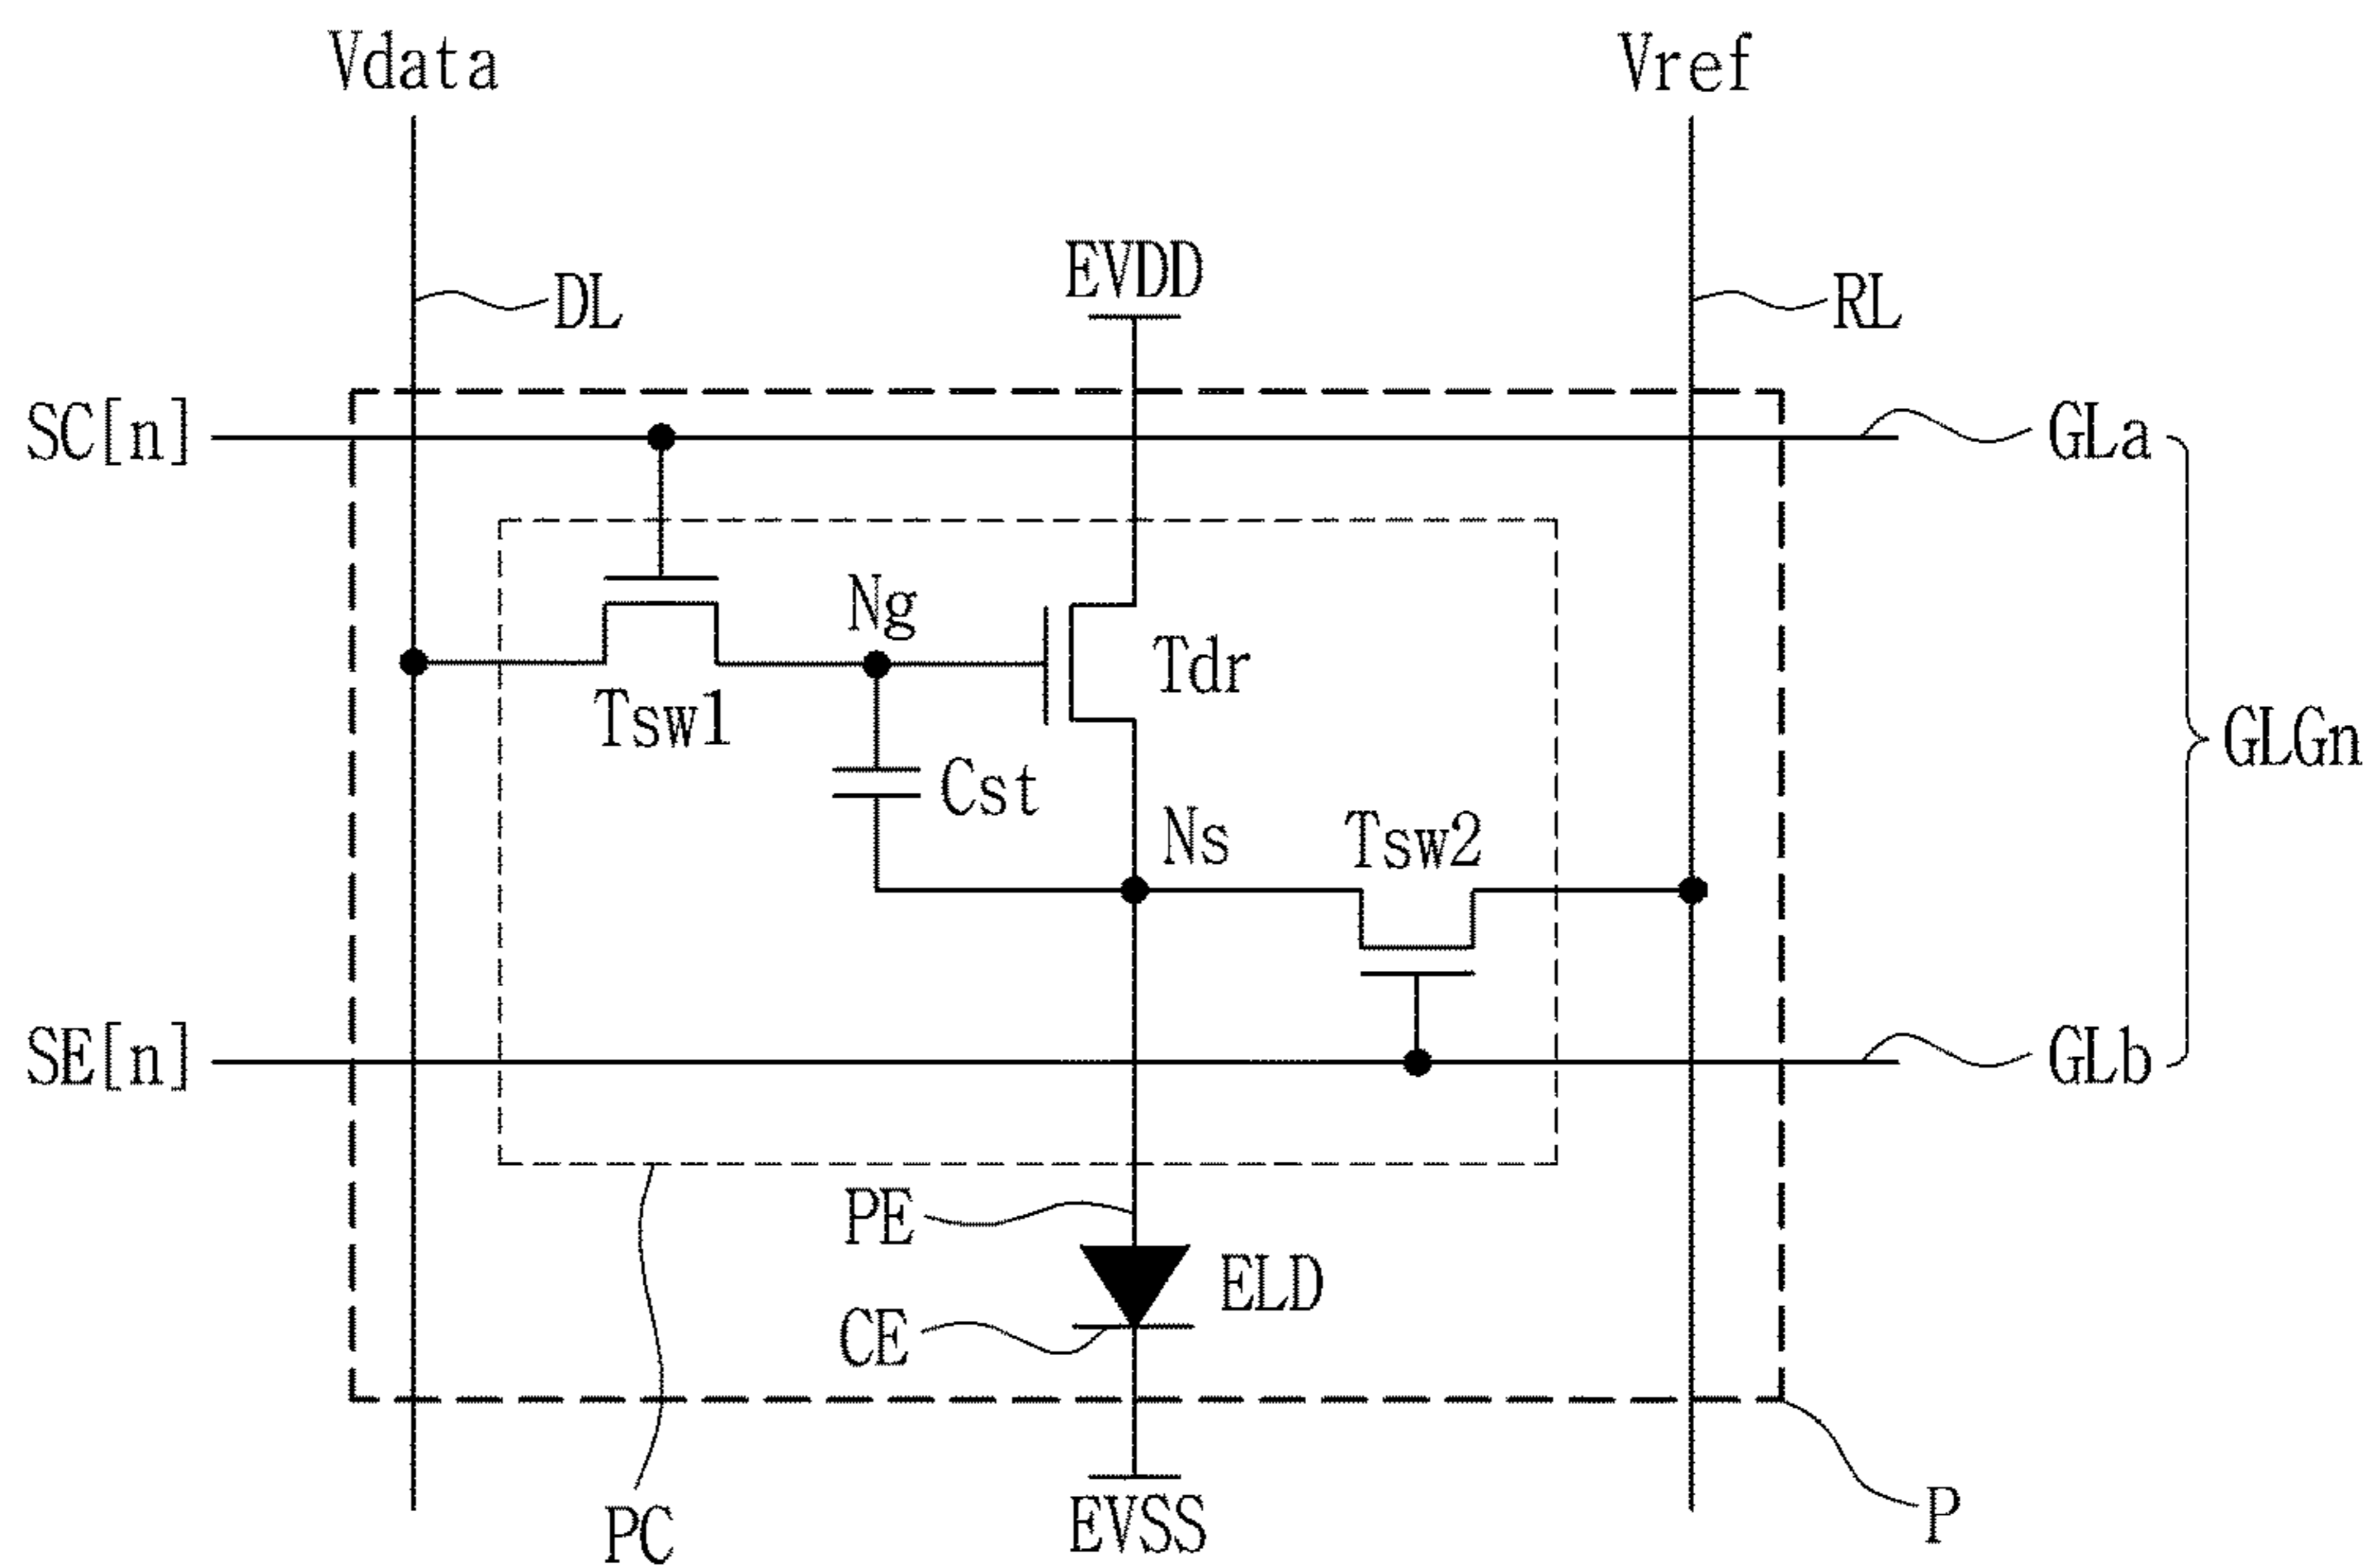 Vdata
Vref
EVDD
DL
RL
SC[n]
GLa
Ng
Tdr
Tsw1
GLGn
Cst
Ns
Tsw2
SE[n]
GLb
PE
ELD
CE
PC
EVSS
P